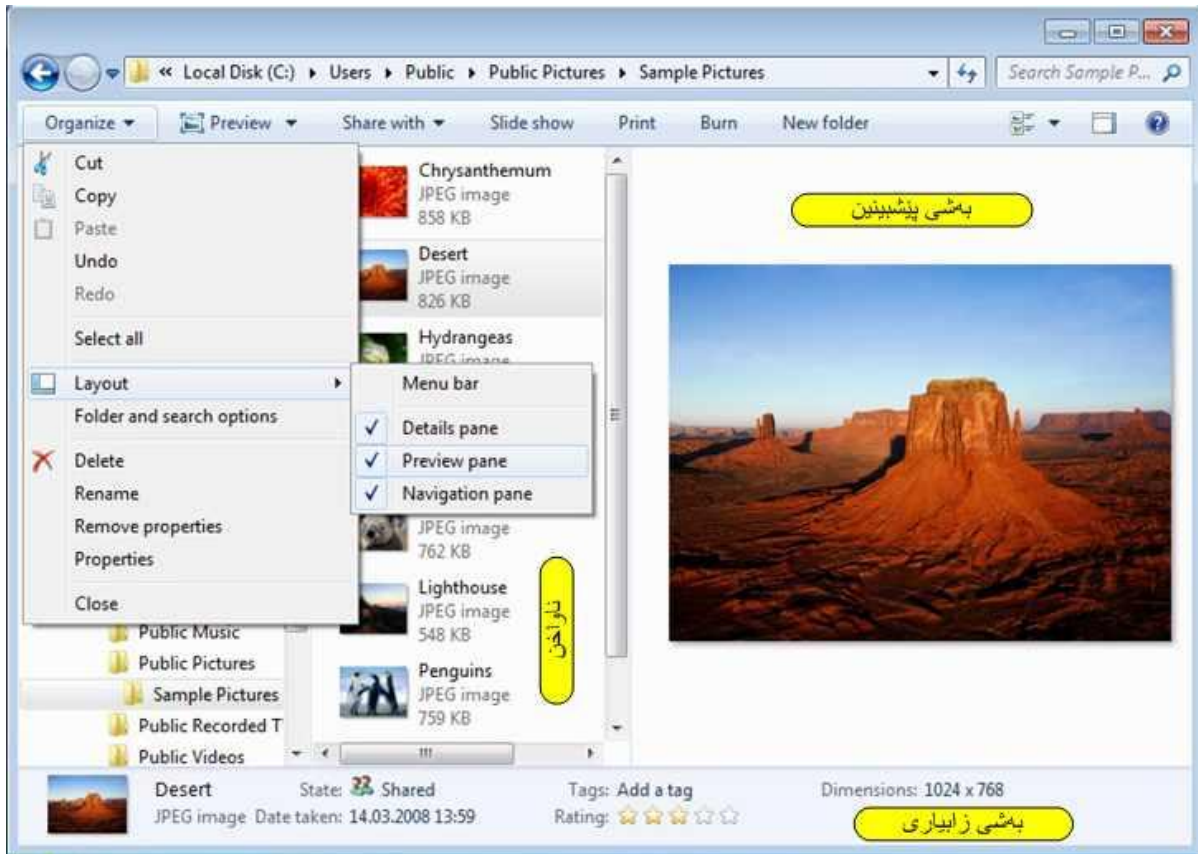 « Local Disk (C:) ▸ Users ▸ Public ▸ Public Pictures ▸ Sample Pictures
Search Sample P...
Organize
Preview
Share with
Slide show
Print
Burn
New folder
Cut
Copy
Paste
Undo
Redo
Select all
Layout
Folder and search options
Delete
Rename
Remove properties
Properties
Close
Menu bar
Details pane
Preview pane
Navigation pane
Chrysanthemum
JPEG image
858 KB
Desert
JPEG image
826 KB
Hydrangeas
JPEG image
JPEG image
762 KB
Lighthouse
JPEG image
548 KB
Penguins
JPEG image
759 KB
Public Music
Public Pictures
Sample Pictures
Public Recorded T
Public Videos
بەشی پێشبینین
ناواخن
Desert
State: Shared
Tags: Add a tag
Dimensions: 1024 x 768
JPEG image
Date taken: 14.03.2008 13:59
Rating:
بەشی زابیاری